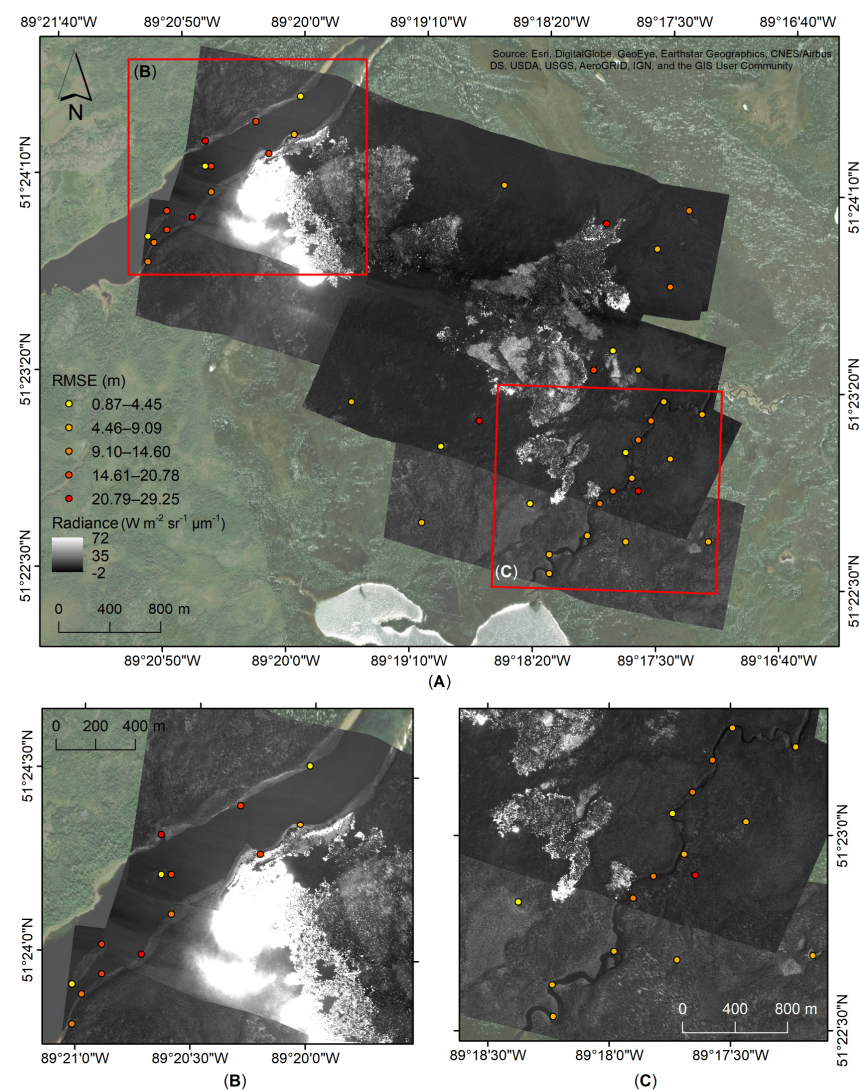 89°21'40"W 89°20'50"W 89°20'0"W 89°19'10"W 89°18'20"W 89°17'30"W 89°16'40"W
Source: Esri, DigitalGlobe, GeoEye, Earthstar Geographics, CNES/Airbus
DS, USDA, USGS, AeroGRID, IGN, and the GIS User Community
(B)
N
51°24'10"N
51°24'10"N
51°23'20"N
51°23'20"N
RMSE (m)
0.87–4.45
4.46–9.09
9.10–14.60
14.61–20.78
20.79–29.25
Radiance (W m⁻² sr⁻¹ µm⁻¹)
72
35
-2
51°22'30"N
51°22'30"N
(C)
0 400 800 m
89°20'50"W 89°20'0"W 89°19'10"W 89°18'20"W 89°17'30"W 89°16'40"W
(A)
0 200 400 m
51°24'30"N
51°24'0"N
89°21'0"W 89°20'30"W 89°20'0"W
(B)
51°23'0"N
51°22'30"N
0 400 800 m
89°18'30"W 89°18'0"W 89°17'30"W
(C)